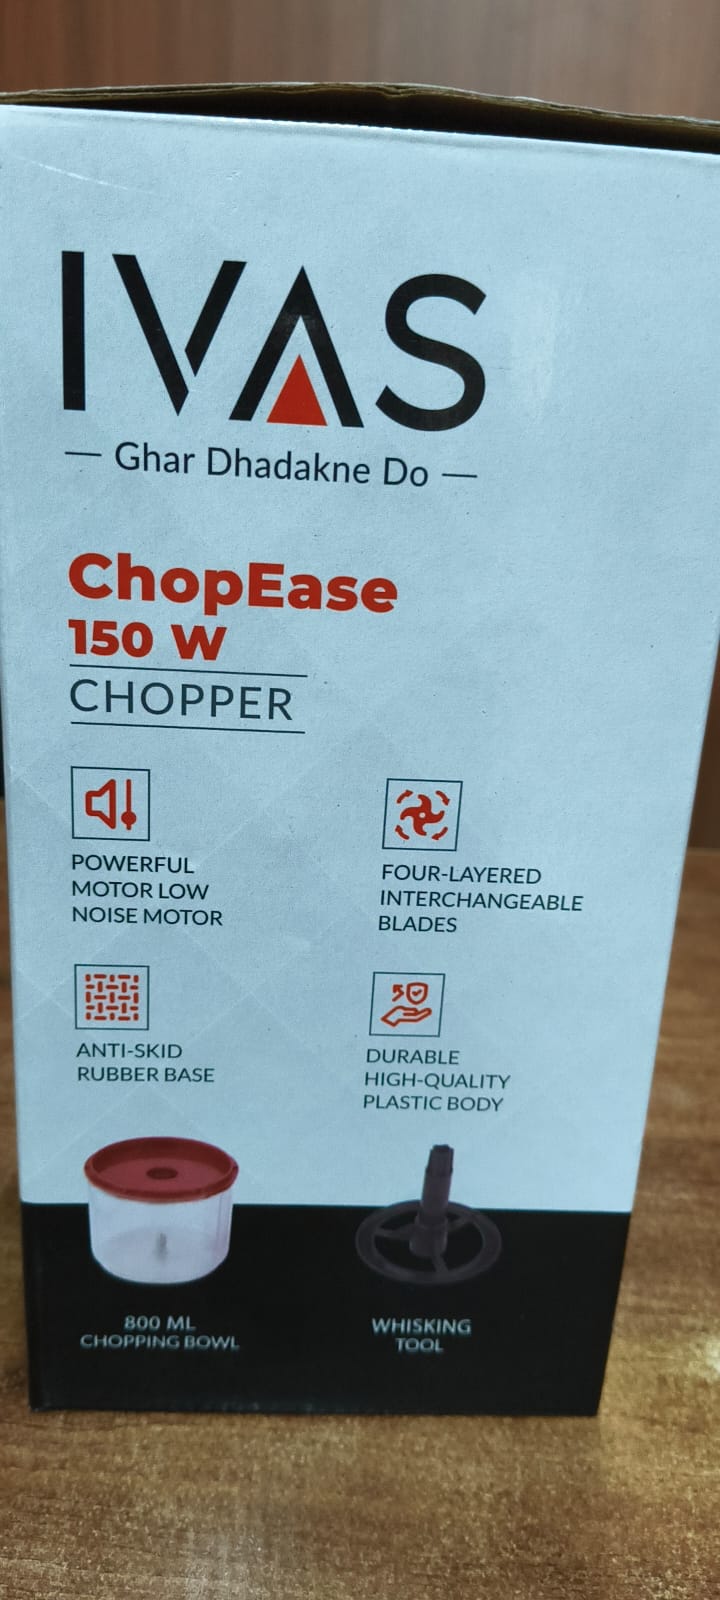 IVAS
— Ghar Dhadakne Do —
ChopEase
150 W
CHOPPER
POWERFUL
MOTOR LOW
NOISE MOTOR
FOUR-LAYERED
INTERCHANGEABLE
BLADES
ANTI-SKID
RUBBER BASE
DURABLE
HIGH-QUALITY
PLASTIC BODY
800 ML
CHOPPING BOWL
WHISKING
TOOL